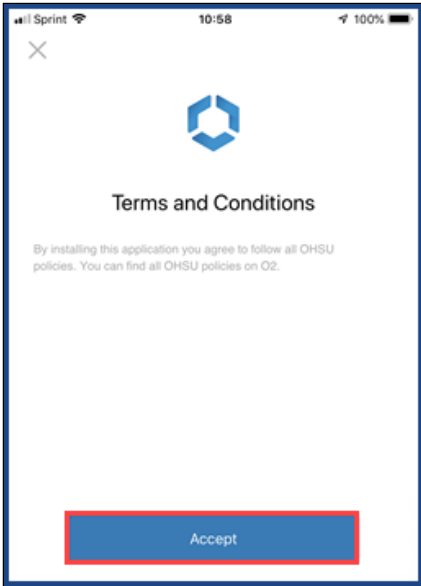 Sprint 10:58 100%
Terms and Conditions
By installing this application you agree to follow all OHSU
policies. You can find all OHSU policies on O2.
Accept